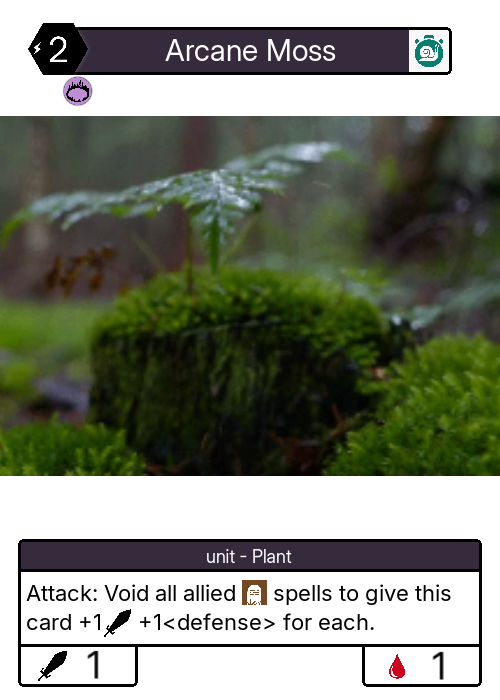 2 Arcane Moss
unit - Plant
Attack: Void all allied spells to give this
card +1 +1<defense> for each.
1 1